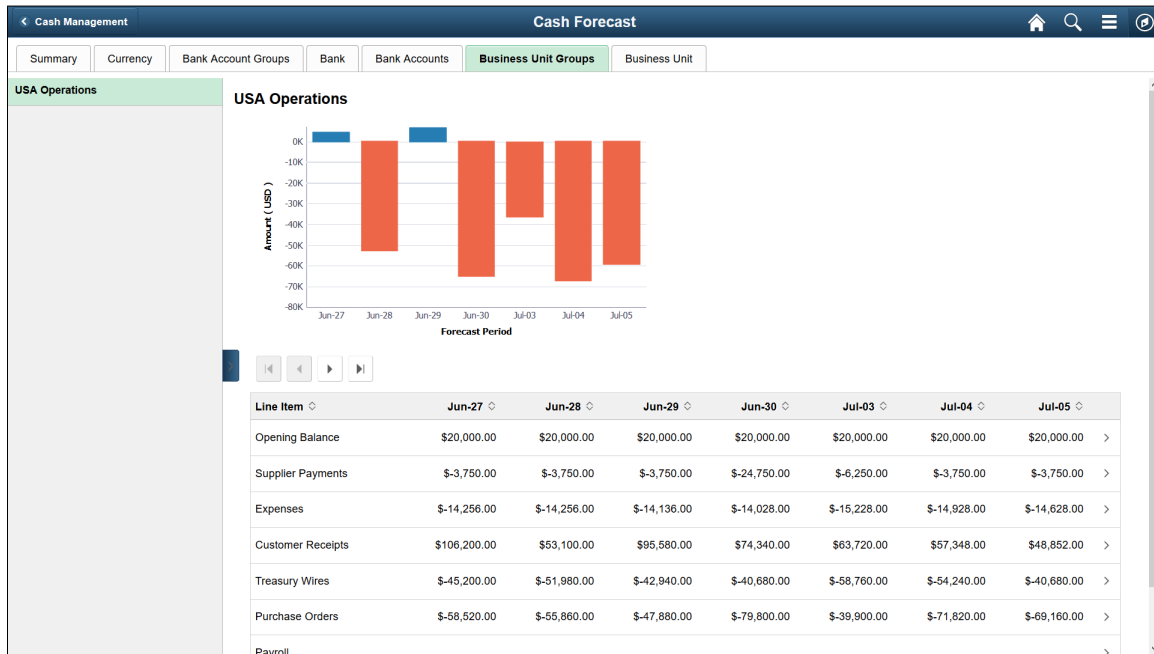 Cash Management
Cash Forecast
Summary Currency Bank Account Groups Bank Bank Accounts Business Unit Groups Business Unit
USA Operations
USA Operations
0K
-10K
-20K
-30K
-40K
-50K
-60K
-70K
-80K
Amount ( USD )
Jun-27 Jun-28 Jun-29 Jun-30 Jul-03 Jul-04 Jul-05
Forecast Period
Line Item Jun-27 Jun-28 Jun-29 Jun-30 Jul-03 Jul-04 Jul-05
Opening Balance $20,000.00 $20,000.00 $20,000.00 $20,000.00 $20,000.00 $20,000.00 $20,000.00
Supplier Payments $-3,750.00 $-3,750.00 $-3,750.00 $-24,750.00 $-6,250.00 $-3,750.00 $-3,750.00
Expenses $-14,256.00 $-14,256.00 $-14,136.00 $-14,028.00 $-15,228.00 $-14,928.00 $-14,628.00
Customer Receipts $106,200.00 $53,100.00 $95,580.00 $74,340.00 $63,720.00 $57,348.00 $48,852.00
Treasury Wires $-45,200.00 $-51,980.00 $-42,940.00 $-40,680.00 $-58,760.00 $-54,240.00 $-40,680.00
Purchase Orders $-58,520.00 $-55,860.00 $-47,880.00 $-79,800.00 $-39,900.00 $-71,820.00 $-69,160.00
Payroll